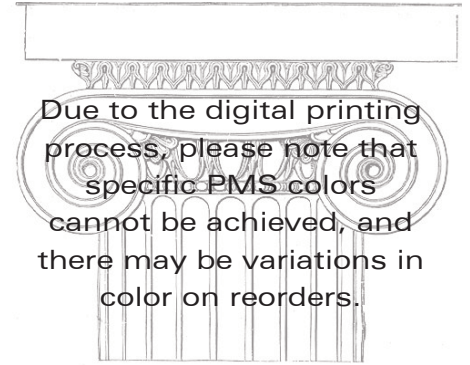 Due to the digital printing
process, please note that
specific PMS colors
cannot be achieved, and
there may be variations in
color on reorders.